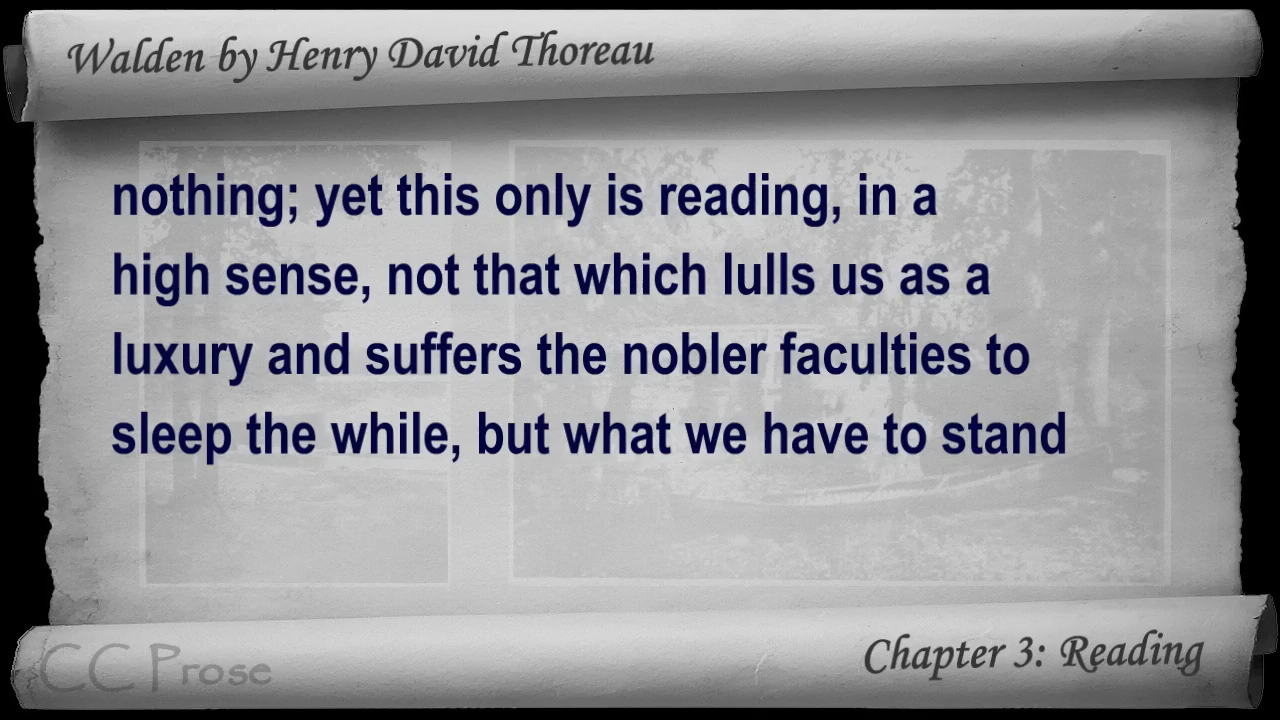 Walden by Henry David Thoreau
nothing; yet this only is reading, in a
high sense, not that which lulls us as a
luxury and suffers the nobler faculties to
sleep the while, but what we have to stand
CC Prose
Chapter 3: Reading